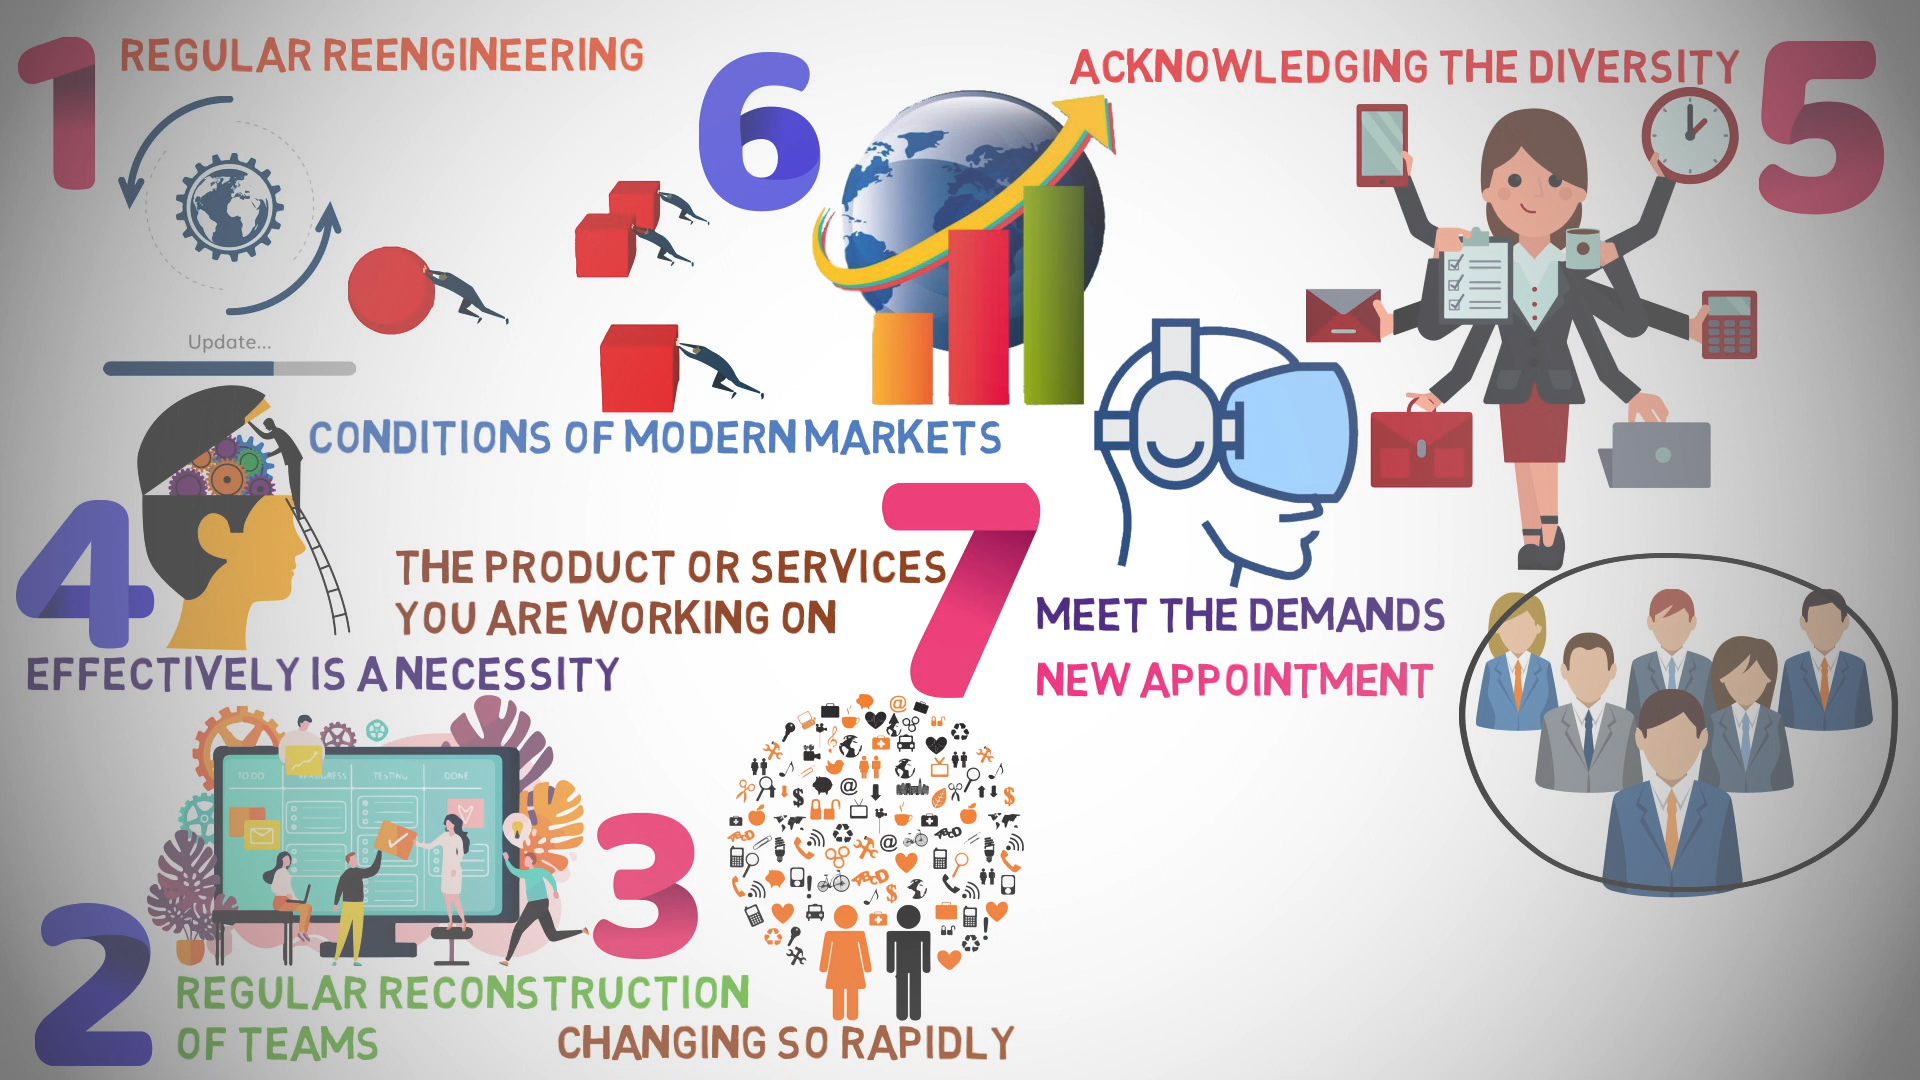 1 REGULAR REENGINEERING
Update...
6
ACKNOWLEDGING THE DIVERSITY 5
CONDITIONS OF MODERN MARKETS
4
THE PRODUCT OR SERVICES
YOU ARE WORKING ON
EFFECTIVELY IS A NECESSITY
7
MEET THE DEMANDS
NEW APPOINTMENT
TO DO
TESTING
DONE
3
2
REGULAR RECONSTRUCTION
OF TEAMS
CHANGING SO RAPIDLY